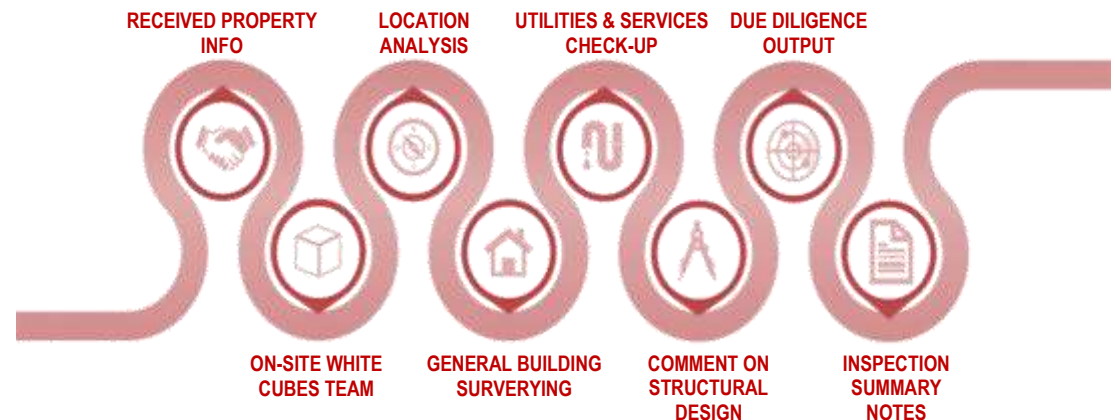 RECEIVED PROPERTY
INFO
LOCATION
ANALYSIS
UTILITIES & SERVICES
CHECK-UP
DUE DILIGENCE
OUTPUT
ON-SITE WHITE
CUBES TEAM
GENERAL BUILDING
SURVERYING
COMMENT ON
STRUCTURAL
DESIGN
INSPECTION
SUMMARY
NOTES